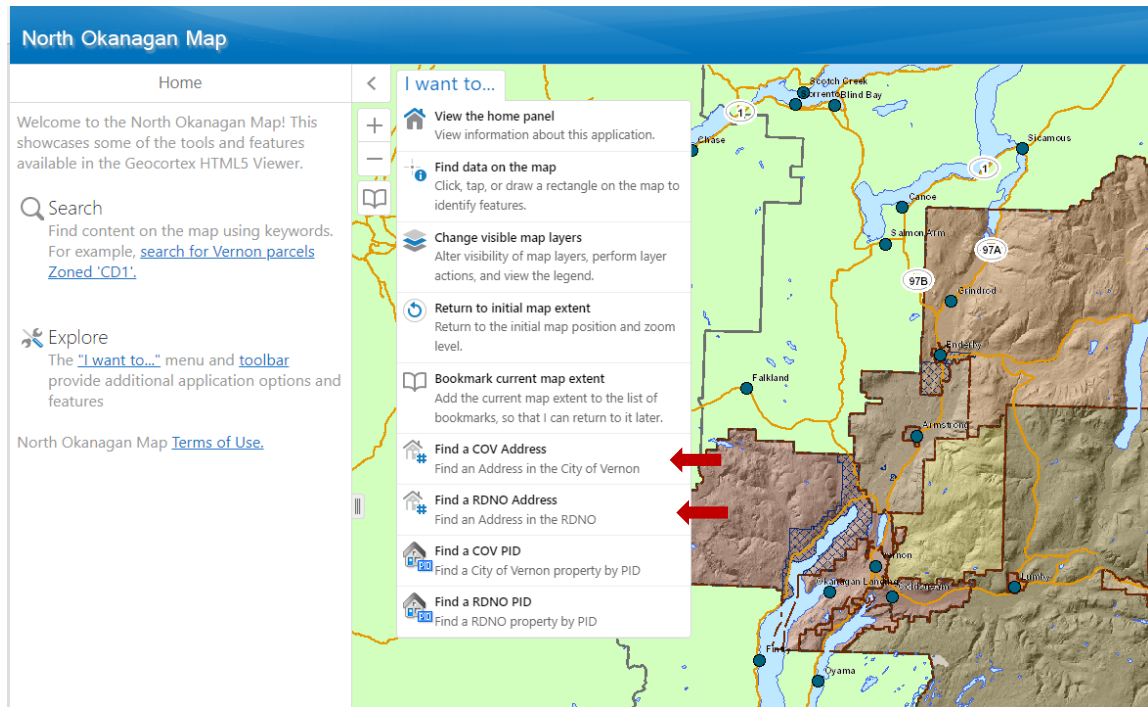 North Okanagan Map
Home
Welcome to the North Okanagan Map! This
showcases some of the tools and features
available in the Geocortex HTML5 Viewer.
Search
Find content on the map using keywords.
For example, search for Vernon parcels
Zoned 'CD1'.
Explore
The "I want to..." menu and toolbar
provide additional application options and
features
North Okanagan Map Terms of Use.
I want to...
View the home panel
View information about this application.
Find data on the map
Click, tap, or draw a rectangle on the map to
identify features.
Change visible map layers
Alter visibility of map layers, perform layer
actions, and view the legend.
Return to initial map extent
Return to the initial map position and zoom
level.
Bookmark current map extent
Add the current map extent to the list of
bookmarks, so that I can return to it later.
Find a COV Address
Find an Address in the City of Vernon
Find a RDNO Address
Find an Address in the RDNO
PID
Find a COV PID
Find a City of Vernon property by PID
PID
Find a RDNO PID
Find a RDNO property by PID
Scotch Creek
Sorrento
Blind Bay
1
Chase
Sicamous
1
Canoe
Salmon Arm
97A
97B
Grindrod
Enderby
Falkland
Armstrong
Vernon
Okanagan Landing
Lumby
Oyama